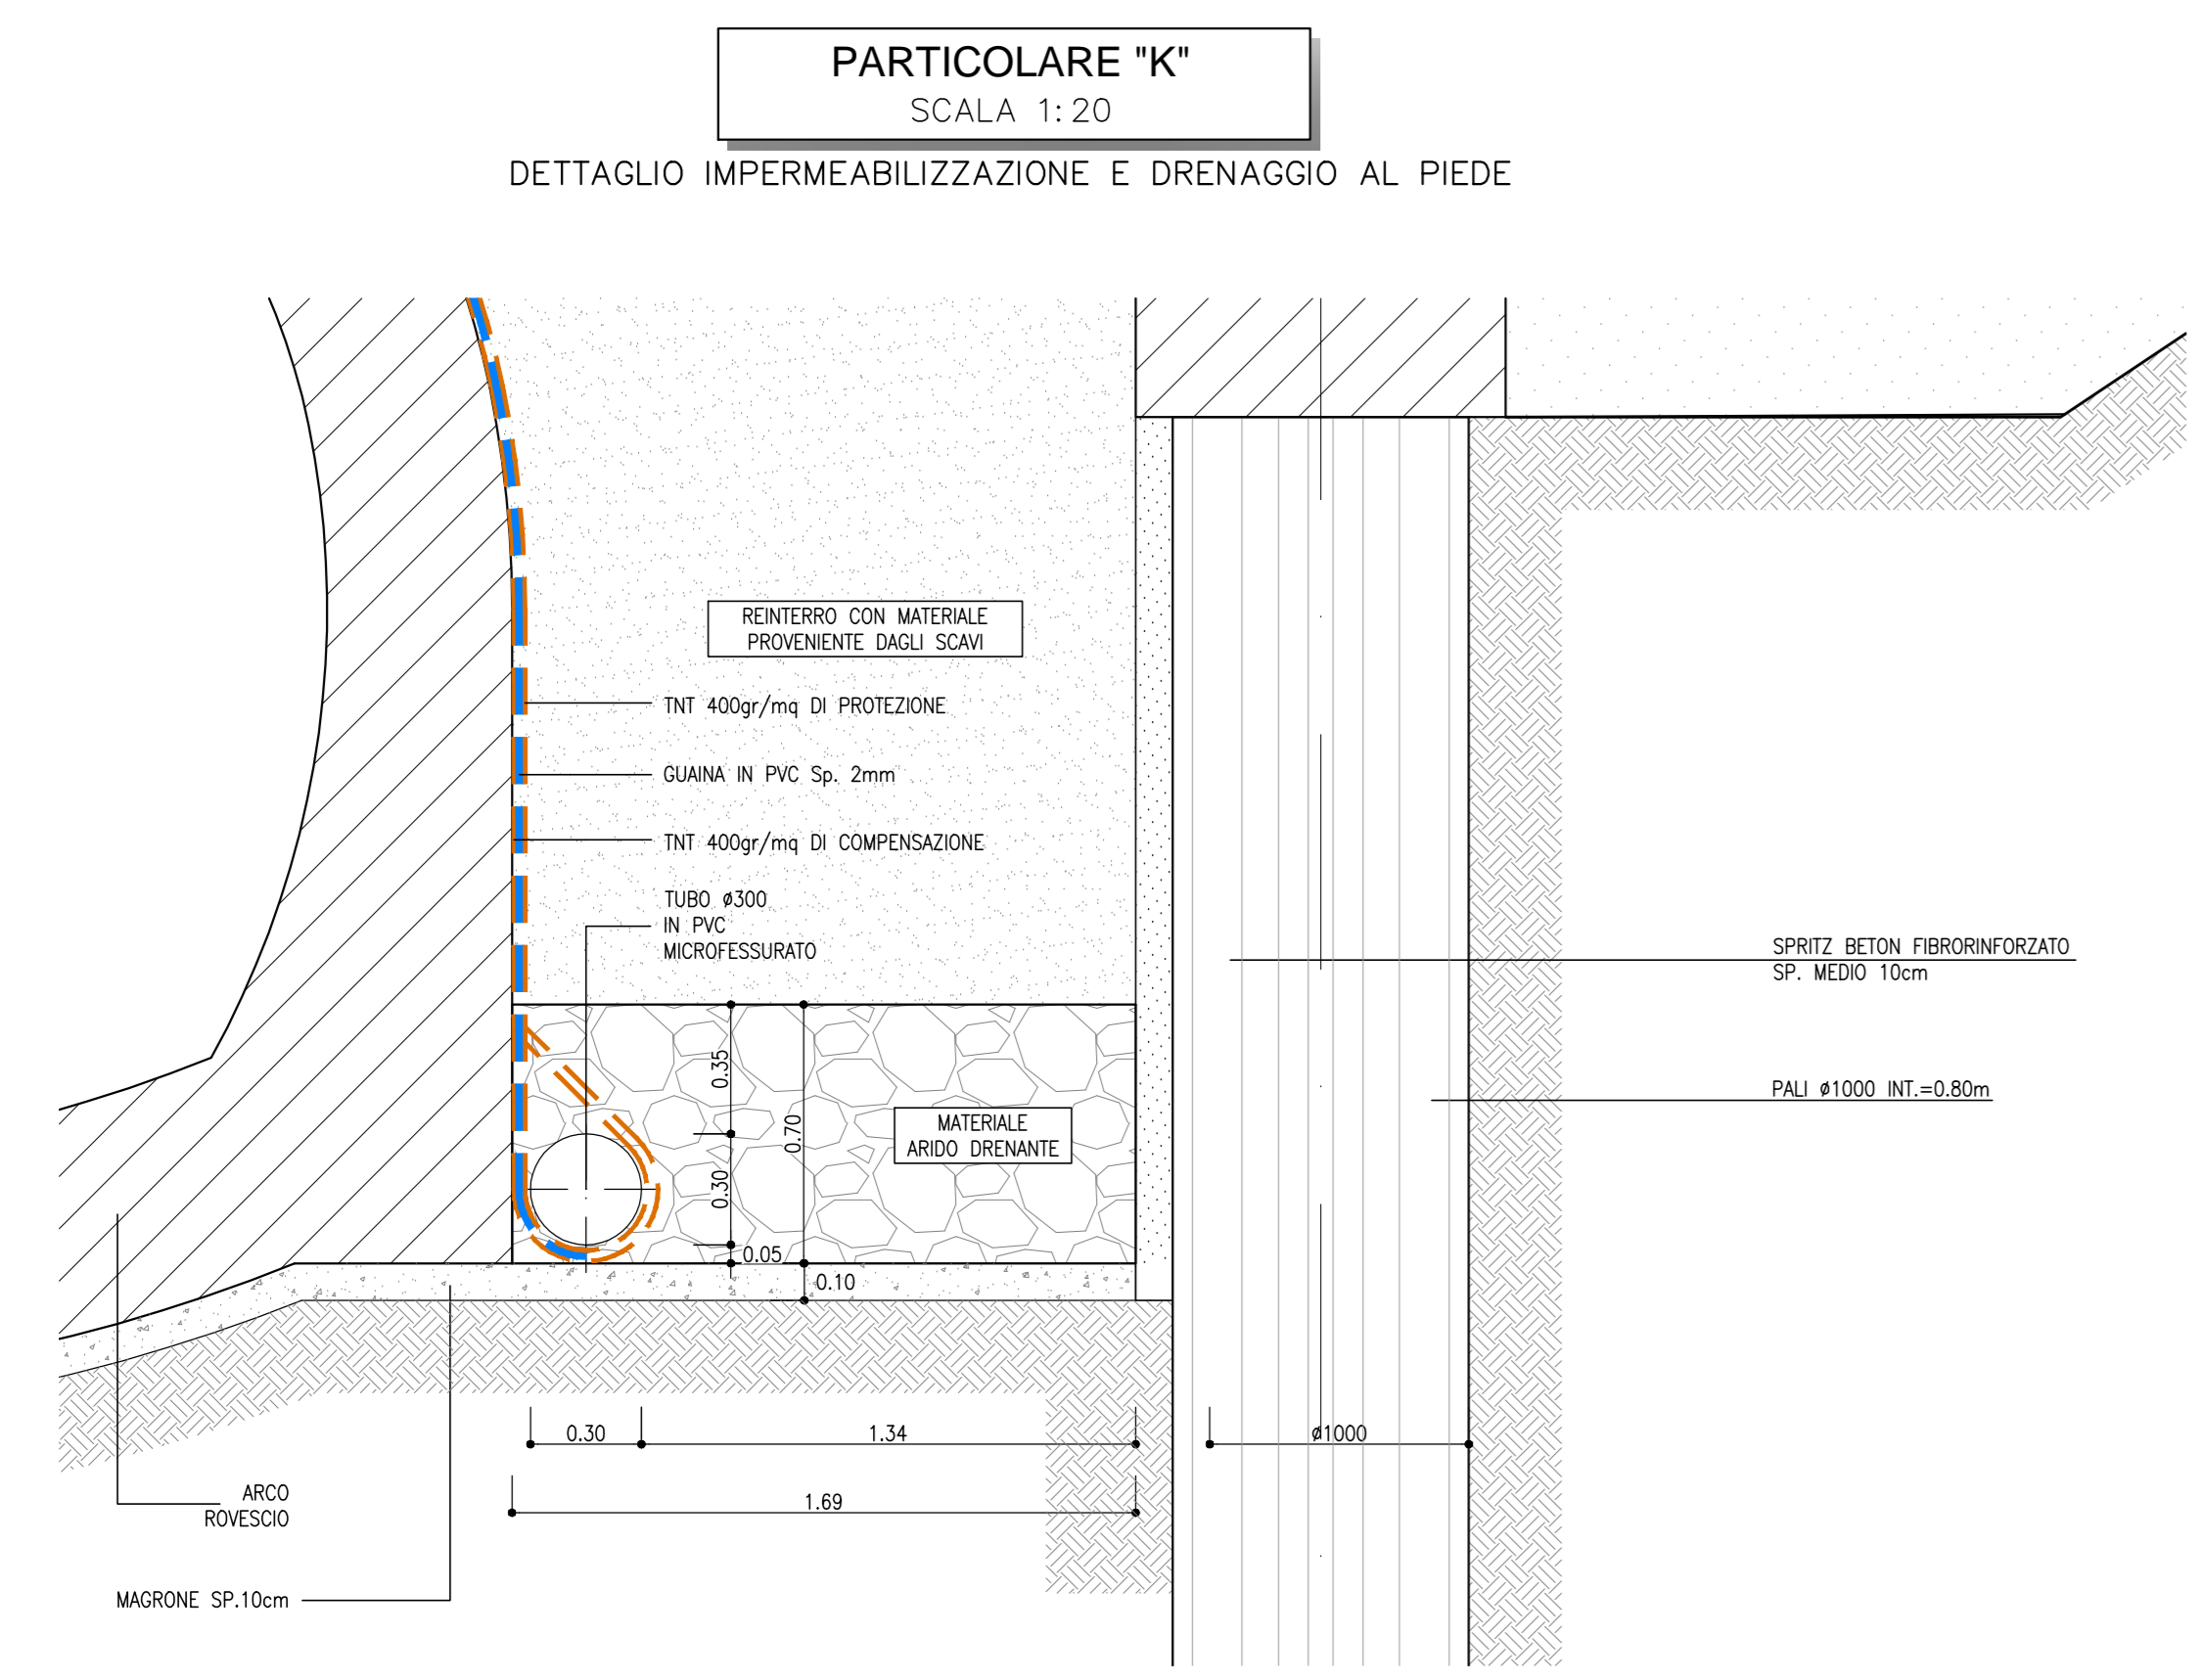 PARTICOLARE "K"
SCALA 1:20
DETTAGLIO IMPERMEABILIZZAZIONE E DRENAGGIO AL PIEDE
REINTERRO CON MATERIALE
PROVENIENTE DAGLI SCAVI
TNT 400gr/mq DI PROTEZIONE
GUAINA IN PVC Sp. 2mm
TNT 400gr/mq DI COMPENSAZIONE
TUBO ø300
IN PVC
MICROFESSURATO
SPRITZ BETON FIBRORINFORZATO
SP. MEDIO 10cm
PALI ø1000 INT.=0.80m
MATERIALE
ARIDO DRENANTE
0.35
0.70
0.30
0.05
0.10
0.30
1.34
ø1000
1.69
ARCO
ROVESCIO
MAGRONE SP.10cm